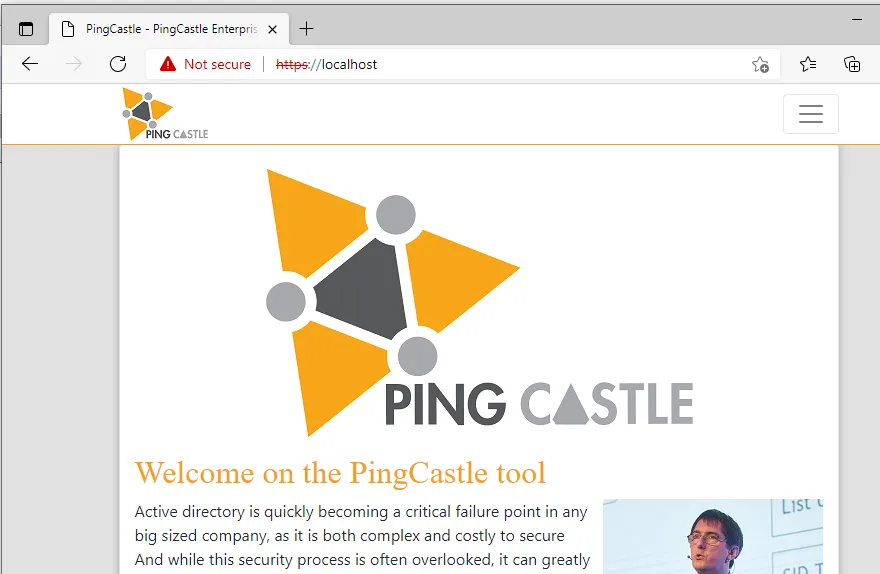 PingCastle - PingCastle Enterpris
Not secure | https://localhost
PING CASTLE
PING CASTLE
Welcome on the PingCastle tool
Active directory is quickly becoming a critical failure point in any
big sized company, as it is both complex and costly to secure
And while this security process is often overlooked, it can greatly
List
SID